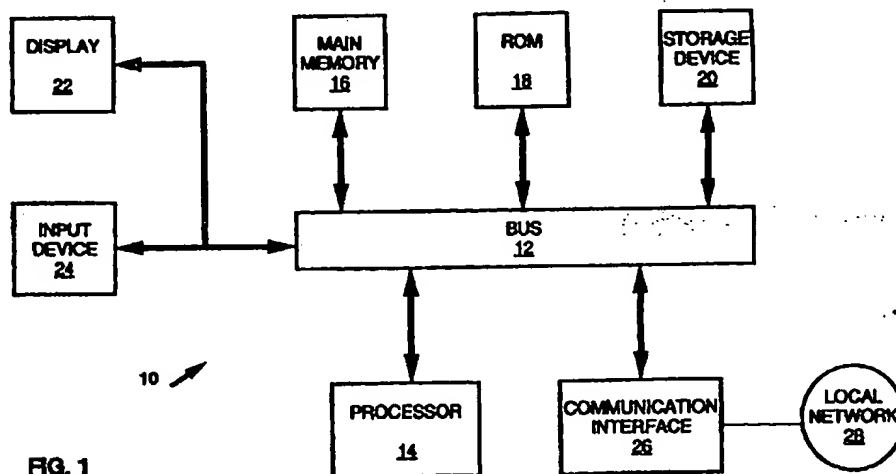 DISPLAY
22
MAIN
MEMORY
16
ROM
18
STORAGE
DEVICE
20
INPUT
DEVICE
24
BUS
12
10
PROCESSOR
14
COMMUNICATION
INTERFACE
26
LOCAL
NETWORK
28
FIG. 1